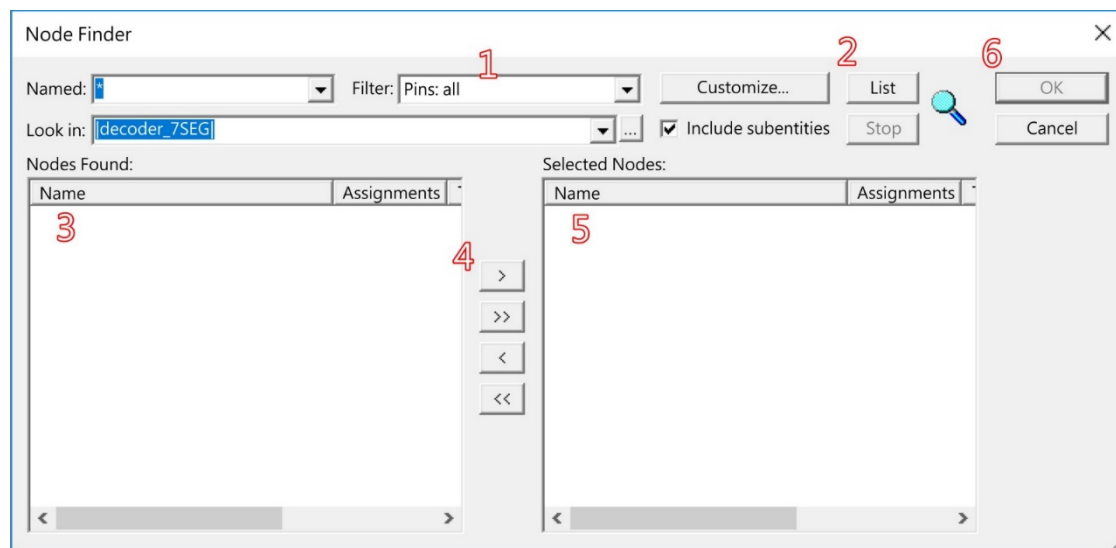 Node Finder
1 2 6
Named: * Filter: Pins: all Customize... List OK
Look in: |decoder_7SEG| ... Include subentities Stop Cancel
Nodes Found: Selected Nodes:
Name Assignments Name Assignments
3 5
4
>
>>
<
<<